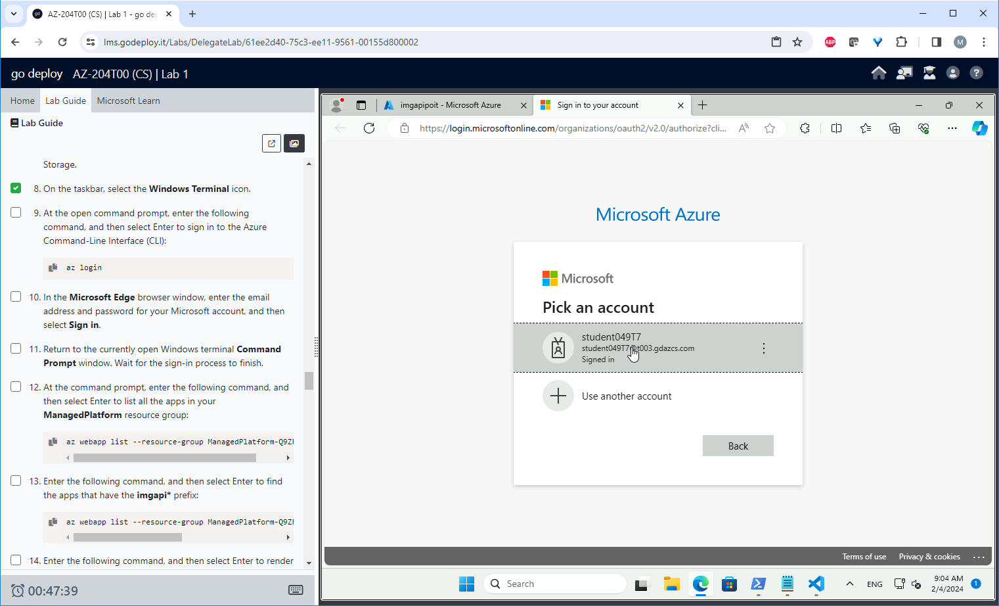 AZ-204T00 (CS) | Lab 1 - go dep
lms.godeploy.it/Labs/DelegateLab/61ee2d40-75c3-ee11-9561-00155d800002
ABP
M
go deploy AZ-204T00 (CS) | Lab 1
Home Lab Guide Microsoft Learn
Lab Guide
Storage.
8. On the taskbar, select the Windows Terminal icon.
9. At the open command prompt, enter the following
command, and then select Enter to sign in to the Azure
Command-Line Interface (CLI):
az login
10. In the Microsoft Edge browser window, enter the email
address and password for your Microsoft account, and then
select Sign in.
11. Return to the currently open Windows terminal Command
Prompt window. Wait for the sign-in process to finish.
12. At the command prompt, enter the following command, and
then select Enter to list all the apps in your
ManagedPlatform resource group:
az webapp list --resource-group ManagedPlatform-Q9Z
13. Enter the following command, and then select Enter to find
the apps that have the imgapi* prefix:
az webapp list --resource-group ManagedPlatform-Q9Z
14. Enter the following command, and then select Enter to render
00:47:39
imgapipoit - Microsoft Azure
Sign in to your account
https://login.microsoftonline.com/organizations/oauth2/v2.0/authorize?cli...
Microsoft Azure
Microsoft
Pick an account
student049T7
student049T7@t003.gdazcs.com
Signed in
Use another account
Back
Terms of use Privacy & cookies ...
Search
ENG
9:04 AM
2/4/2024
1